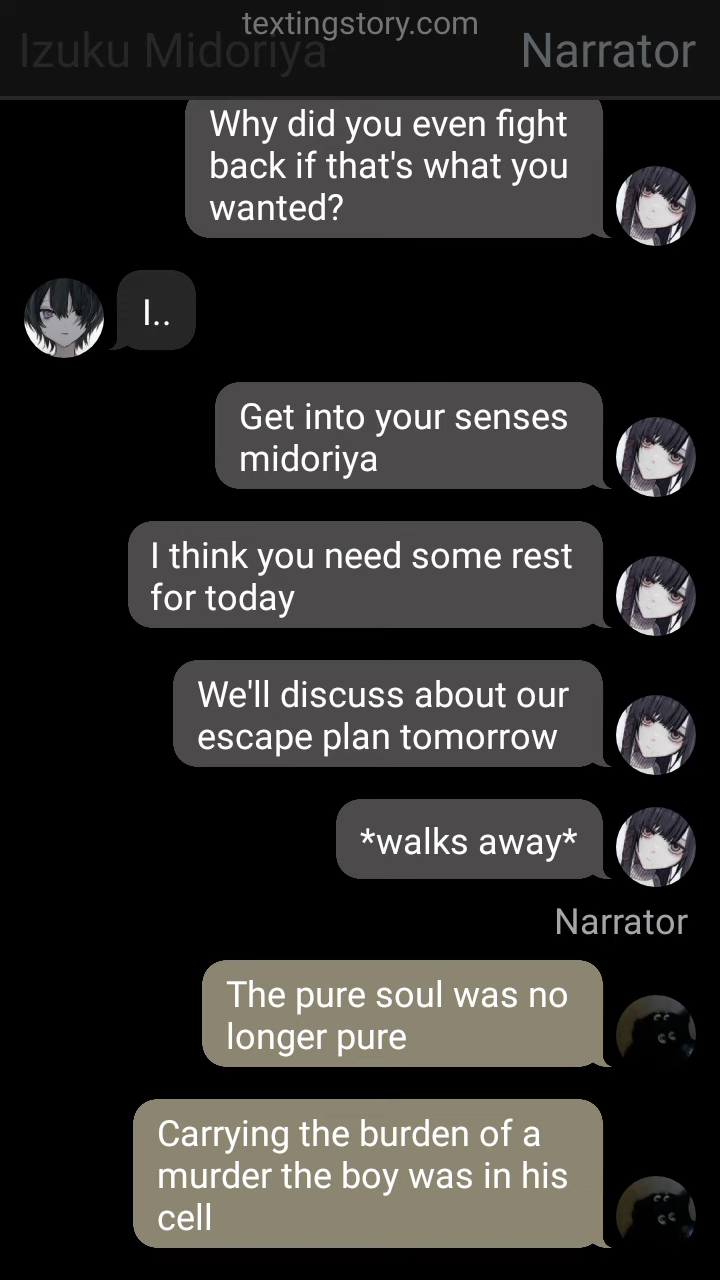 textingstory.com
Izuku Midoriya
Narrator
Why did you even fight
back if that's what you
wanted?
I..
Get into your senses
midoriya
I think you need some rest
for today
We'll discuss about our
escape plan tomorrow
*walks away*
Narrator
The pure soul was no
longer pure
Carrying the burden of a
murder the boy was in his
cell